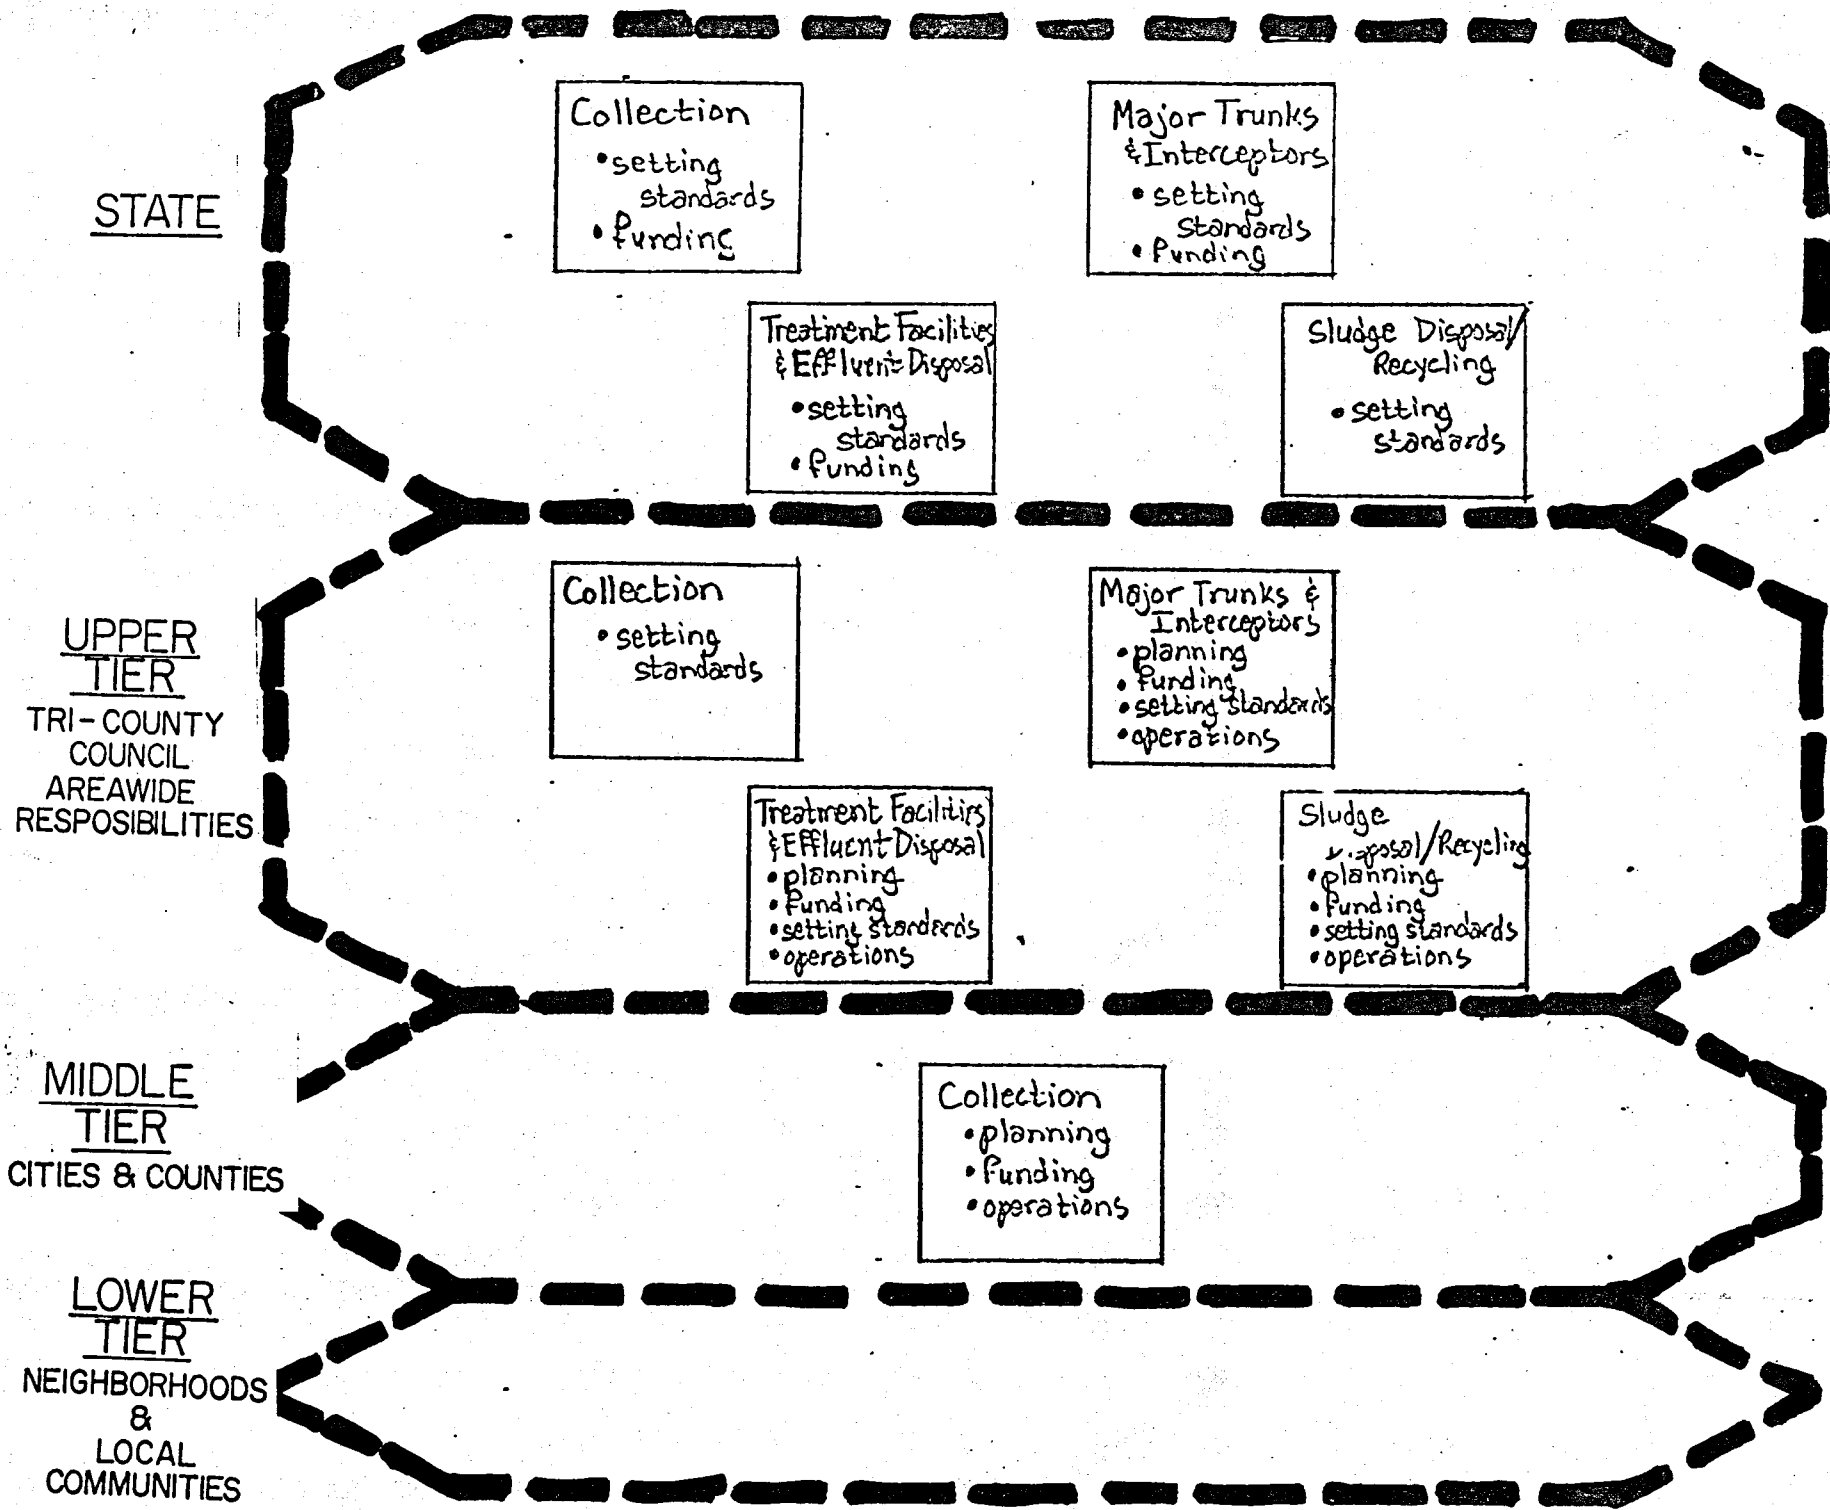 STATE
Collection
• setting
standards
• funding
Major Trunks
& Interceptors
• setting
standards
• funding
Treatment Facilities
& Effluent Disposal
• setting
standards
• funding
Sludge Disposal/
Recycling
• setting
standards
UPPER
TIER
TRI-COUNTY
COUNCIL
AREAWIDE
RESPOSIBILITIES
Collection
• setting
standards
Major Trunks &
Interceptors
• planning
• funding
• setting standards
• operations
Treatment Facilities
& Effluent Disposal
• planning
• funding
• setting standards
• operations
Sludge
/Recycling
• planning
• funding
• setting standards
• operations
MIDDLE
TIER
CITIES & COUNTIES
Collection
• planning
• funding
• operations
LOWER
TIER
NEIGHBORHOODS
&
LOCAL
COMMUNITIES